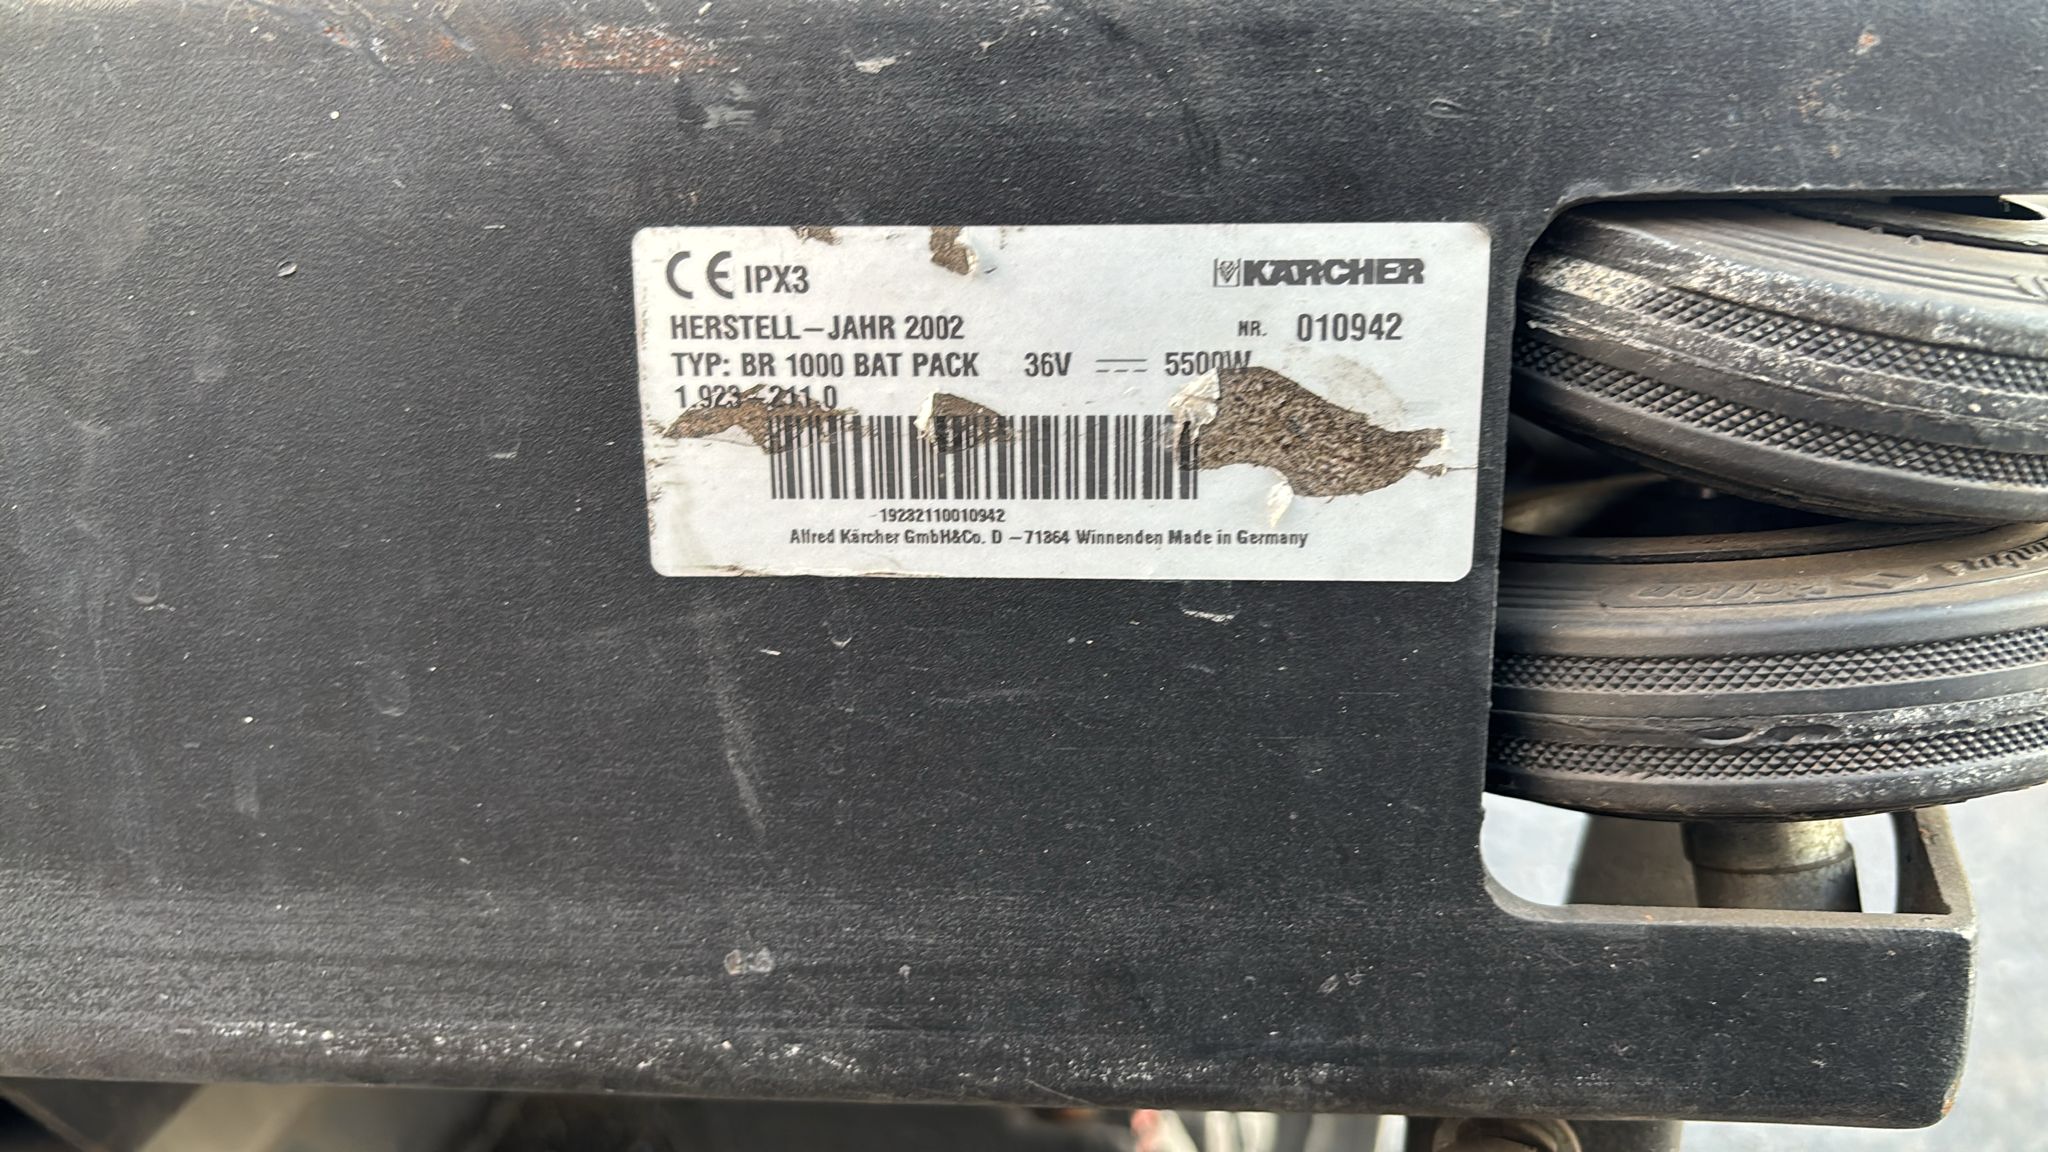 CE IPX3 KÄRCHER
HERSTELL-JAHR 2002 NR. 010942
TYP: BR 1000 BAT PACK 36V 5500W
1.923-211.0
19232110010942
Alfred Kärcher GmbH&Co. D-71364 Winnenden Made in Germany